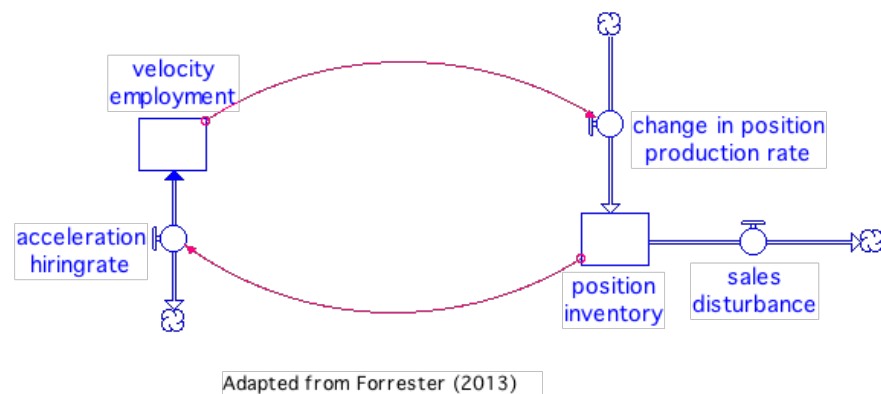 velocity
employment
change in position
production rate
acceleration
hiringrate
position
inventory
sales
disturbance
Adapted from Forrester (2013)